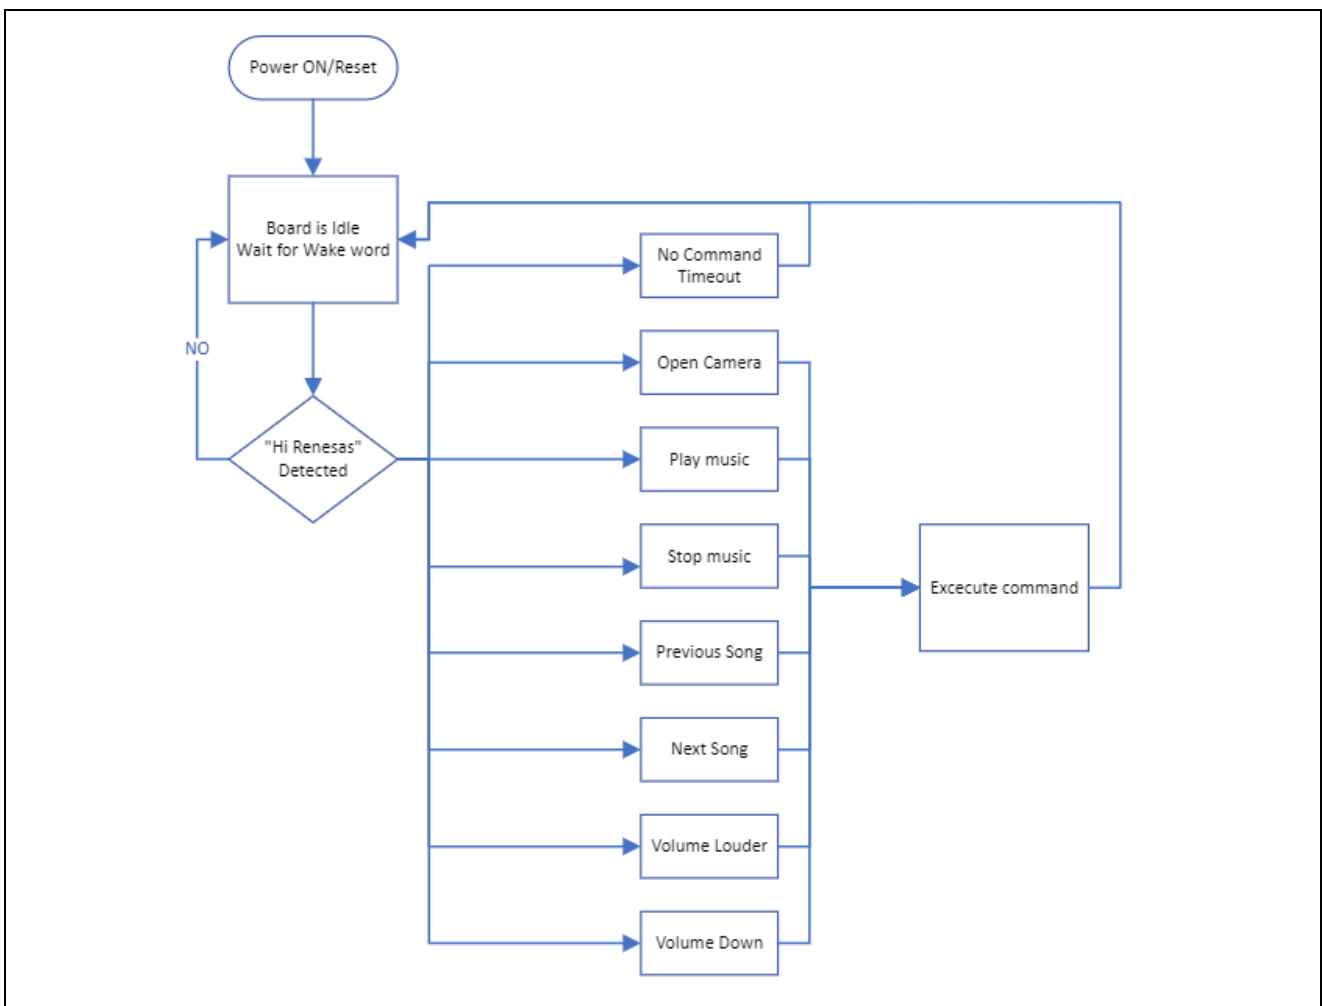 Power ON/Reset
Board is Idle
Wait for Wake word
No Command
Timeout
NO
Open Camera
"Hi Renesas"
Detected
Play music
Stop music
Excecute command
Previous Song
Next Song
Volume Louder
Volume Down